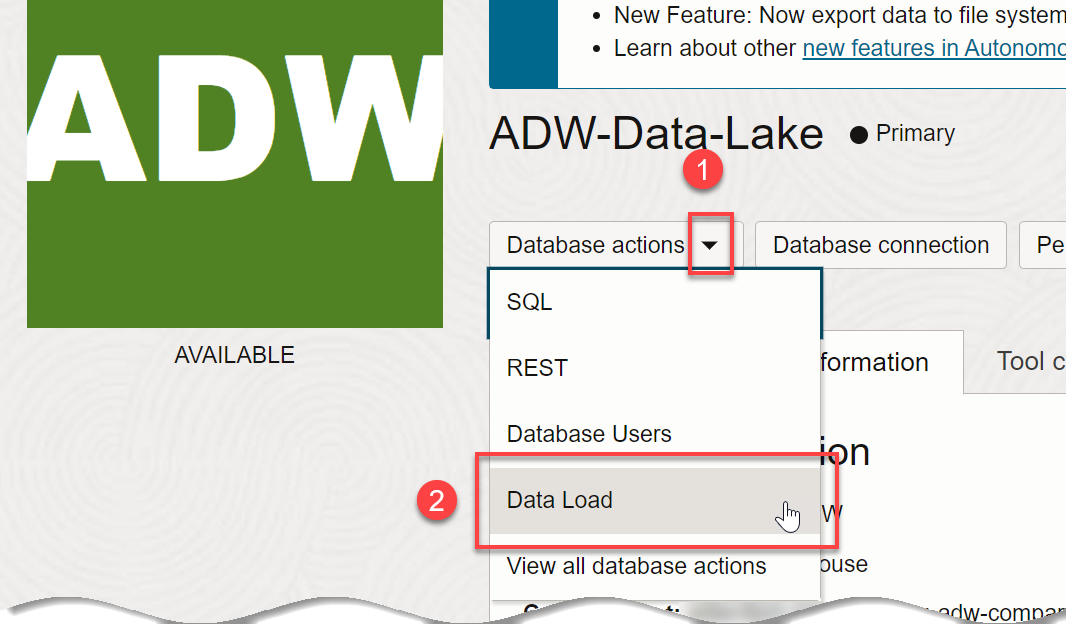 • New Feature: Now export data to file system
• Learn about other new features in Autonomo
ADW
ADW-Data-Lake ● Primary
1
Database actions Database connection Pe
SQL
AVAILABLE
REST
formation Tool c
Database Users
ion
2
Data Load
W
View all database actions
ouse
adw-compar